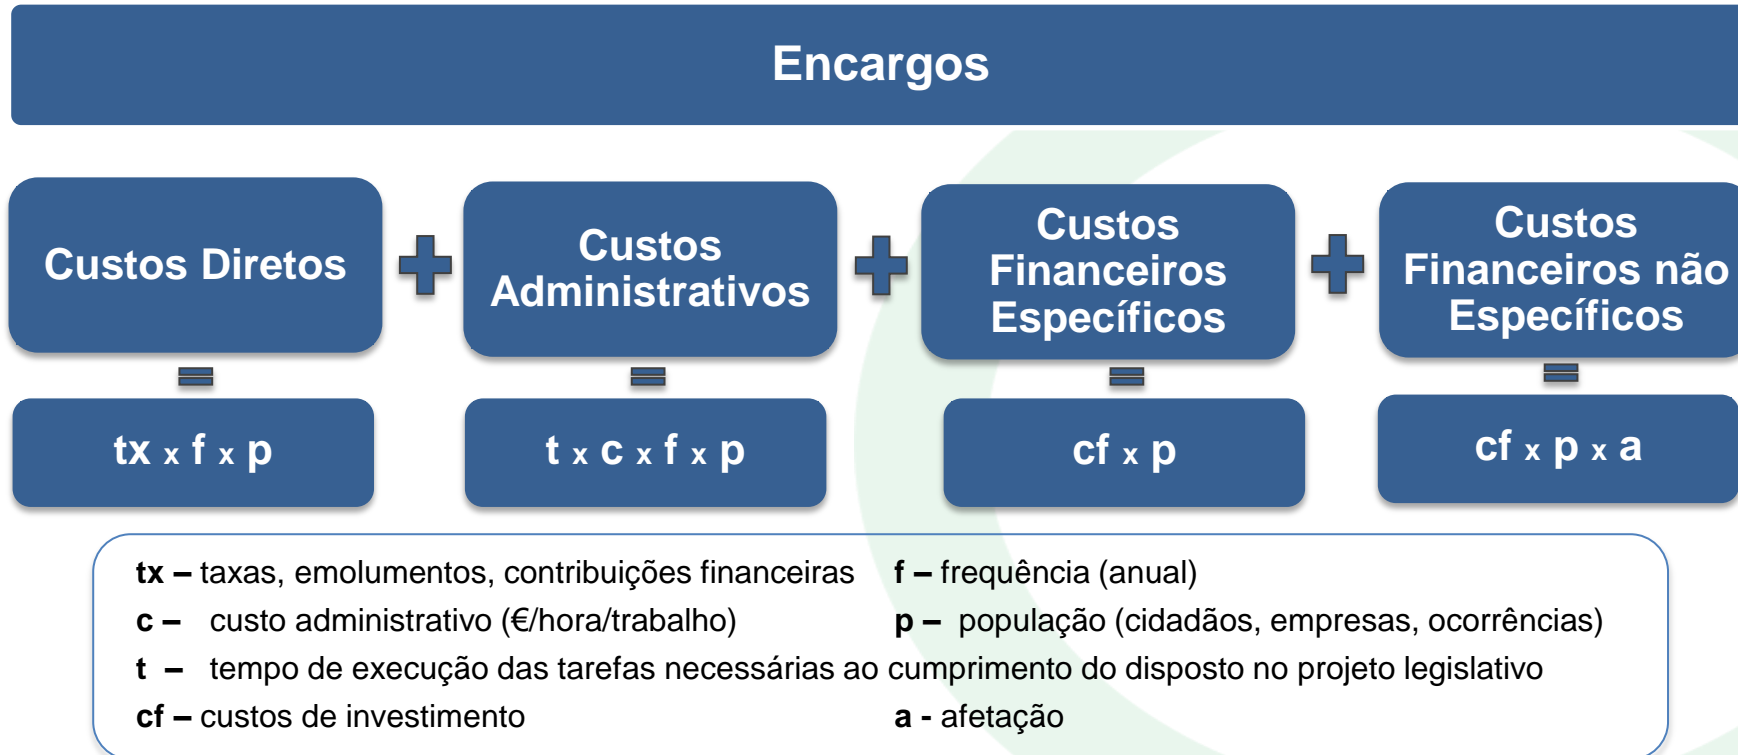 Encargos
Custos Diretos
Custos
Administrativos
Custos
Financeiros
Específicos
Custos
Financeiros não
Específicos
tx x f x p
t x c x f x p
cf x p
cf x p x a
tx – taxas, emolumentos, contribuições financeiras f – frequência (anual)
c – custo administrativo (€/hora/trabalho) p – população (cidadãos, empresas, ocorrências)
t – tempo de execução das tarefas necessárias ao cumprimento do disposto no projeto legislativo
cf – custos de investimento a - afetação